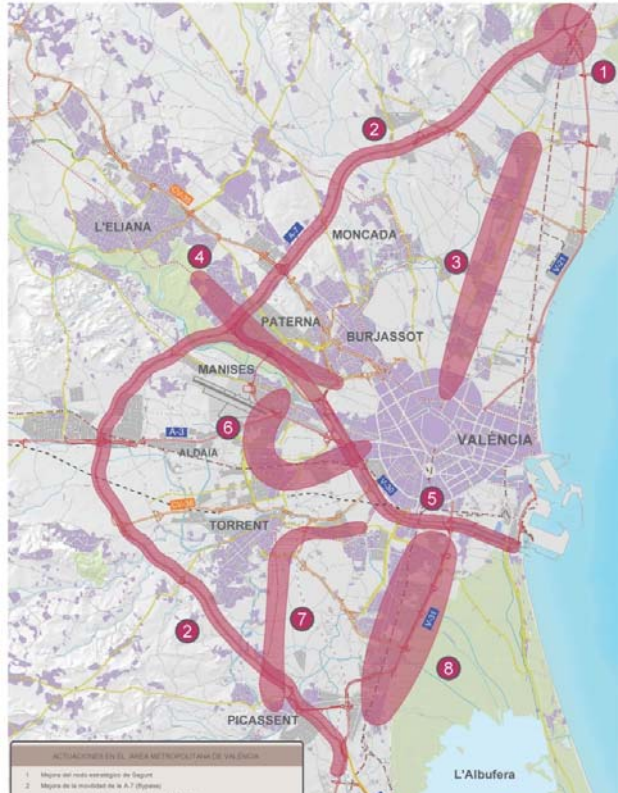 1
2
CV-35
L'ELIANA
A-7
MONCADA
3
V-21
4
PATERNA
BURJASSOT
MANISES
6
A-3
VALÈNCIA
ALDAIA
V-30
5
CV-36
TORRENT
7
2
V-31
8
PICASSENT
L'Albufera
ACTUACIONES EN EL ÁREA METROPOLITANA DE VALÈNCIA
1 Mejora del nodo estratégico de Sagunt
2 Mejora de la movilidad de la A-7 (Bypass)